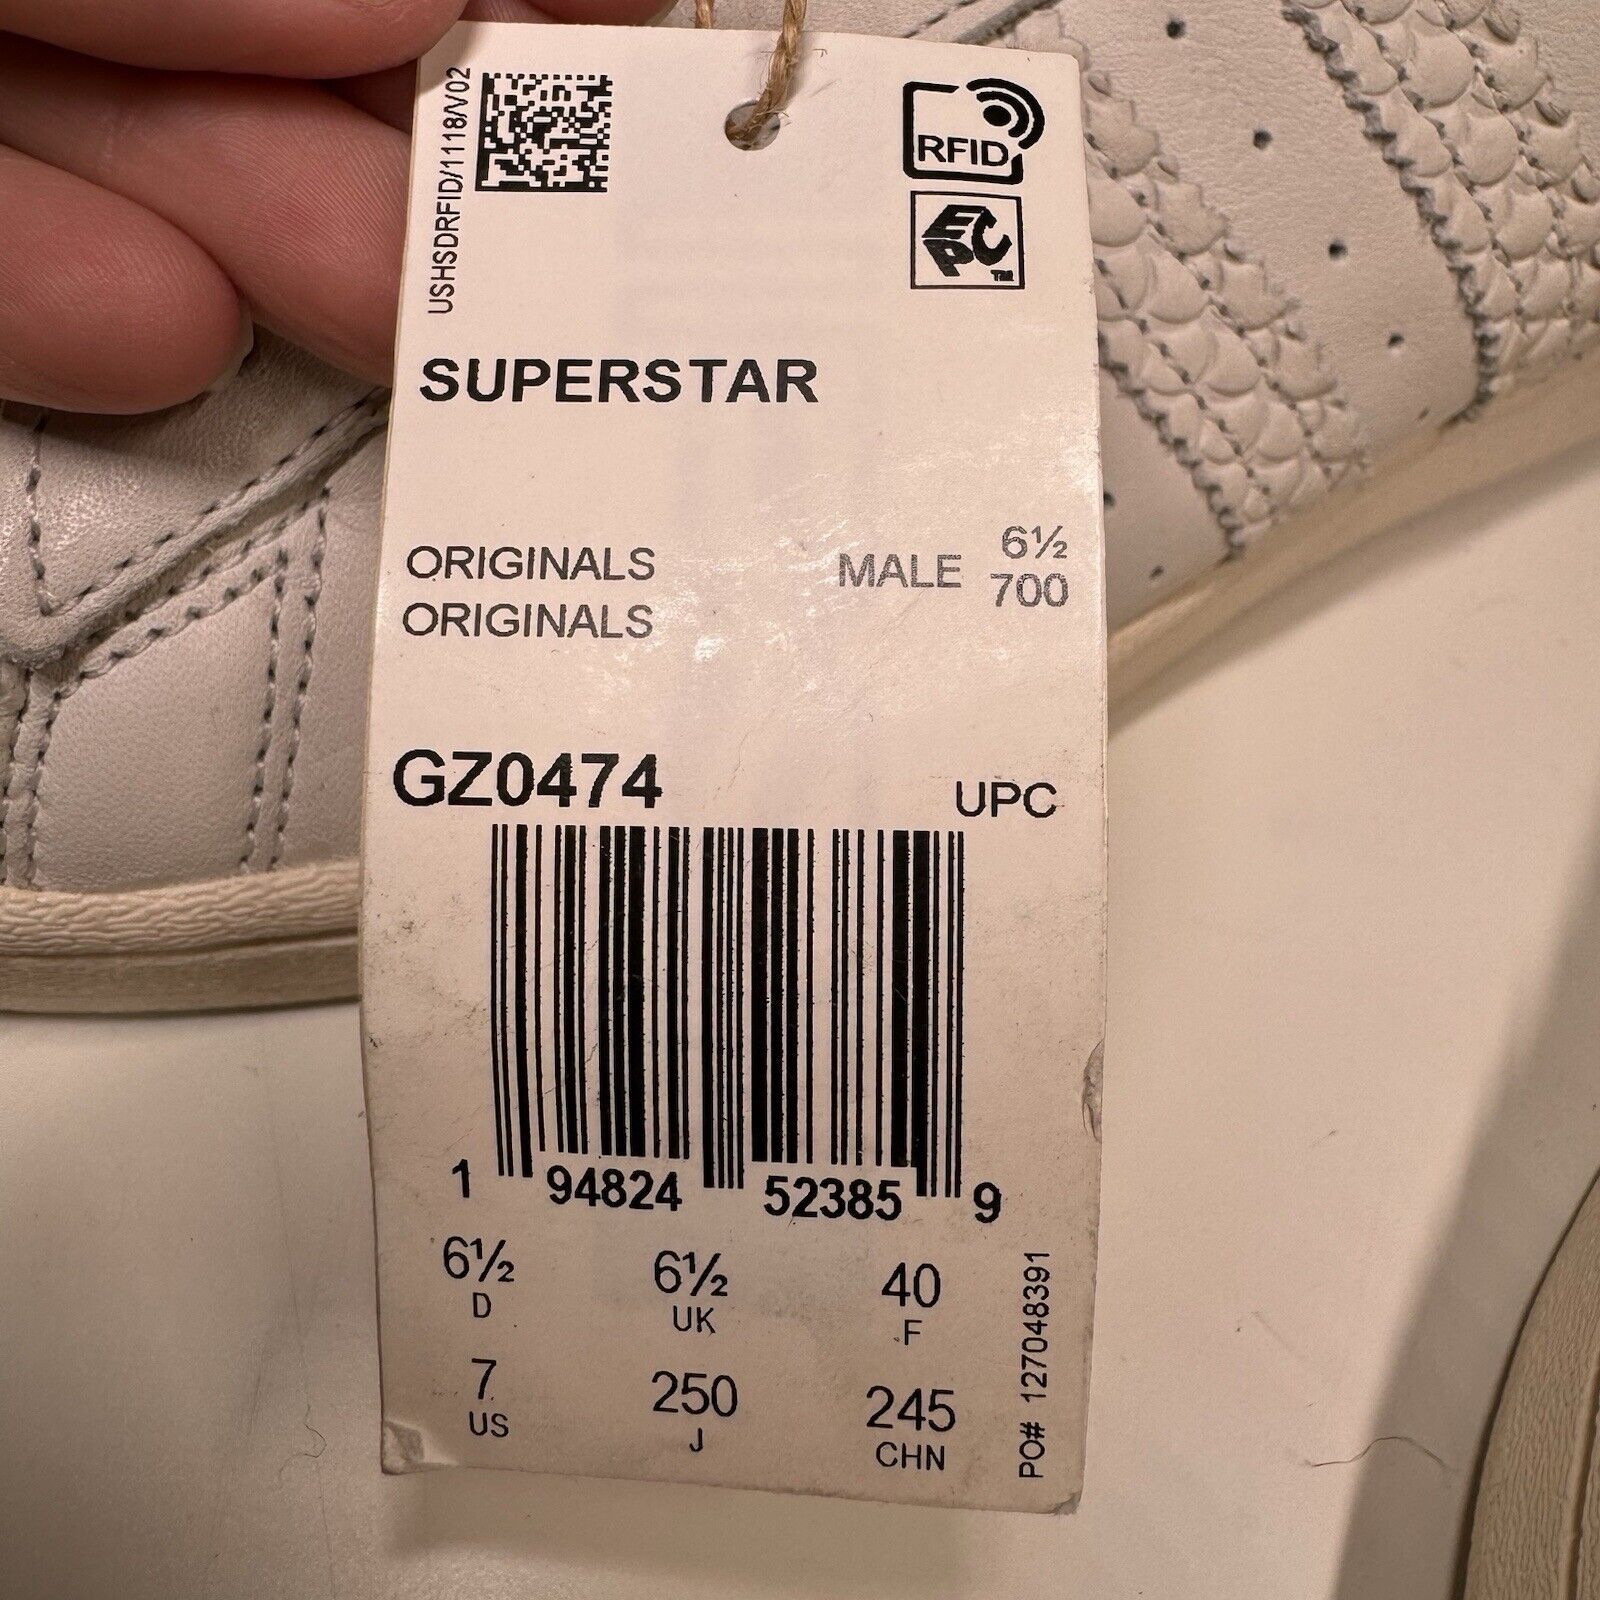 USHSDRFID/1118/V02
RFID
EPC™
SUPERSTAR
ORIGINALS
ORIGINALS
MALE
6½
700
GZ0474
UPC
1 94824 52385 9
6½ 6½ 40
D UK F
7 250 245
US J CHN
PO# 127048391